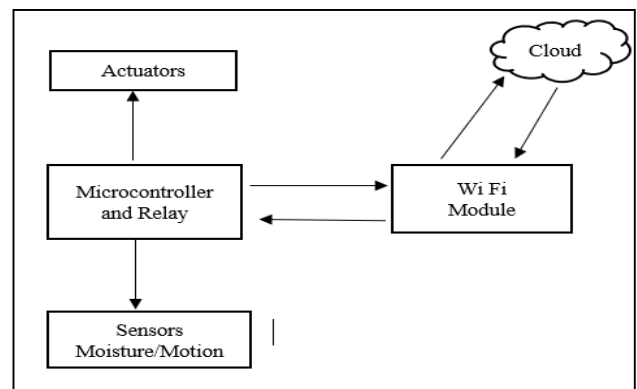 Cloud
Actuators
Microcontroller
and Relay
Wi Fi
Module
Sensors
Moisture/Motion